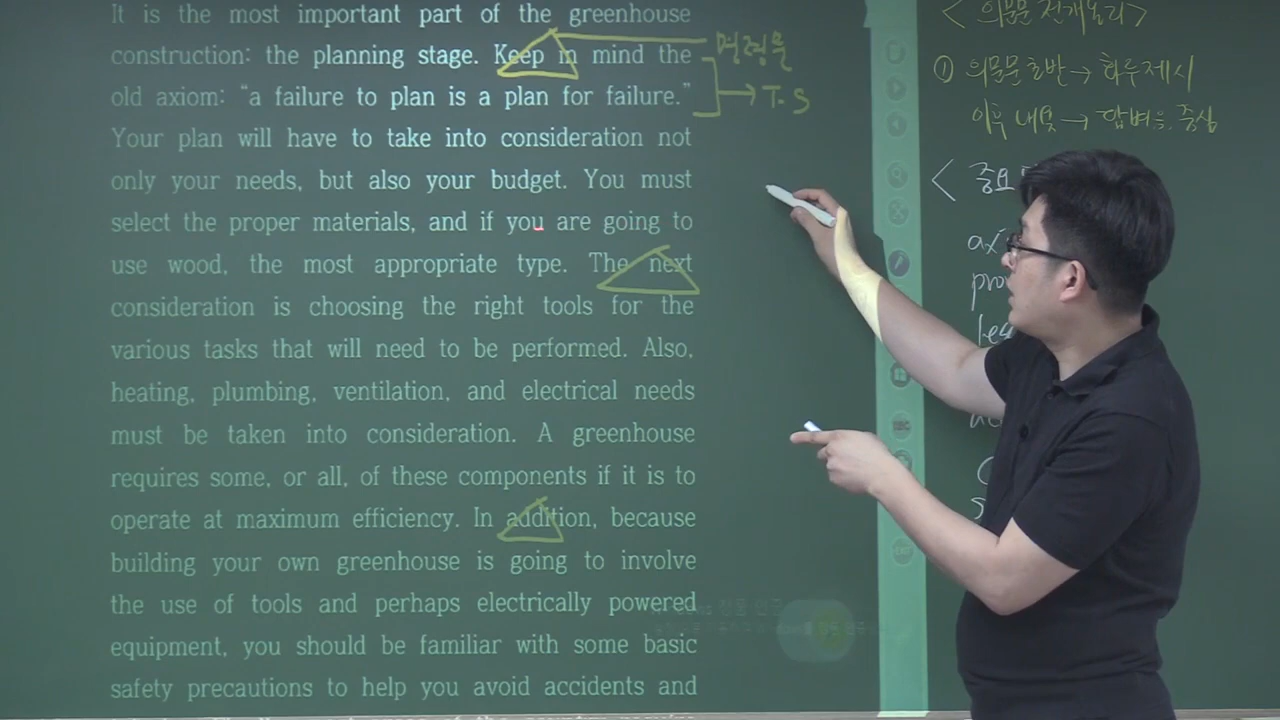 It is the most important part of the greenhouse
construction: the planning stage. Keep in mind the
old axiom: “a failure to plan is a plan for failure.”
Your plan will have to take into consideration not
only your needs, but also your budget. You must
select the proper materials, and if you are going to
use wood, the most appropriate type. The next
consideration is choosing the right tools for the
various tasks that will need to be performed. Also,
heating, plumbing, ventilation, and electrical needs
must be taken into consideration. A greenhouse
requires some, or all, of these components if it is to
operate at maximum efficiency. In addition, because
building your own greenhouse is going to involve
the use of tools and perhaps electrically powered
equipment, you should be familiar with some basic
safety precautions to help you avoid accidents and
명령문
→ T·S
< 의문문 전개논리 >
① 의문문 초반 → 화두 제시
이후 내용 → 답변을 중심
< 중요